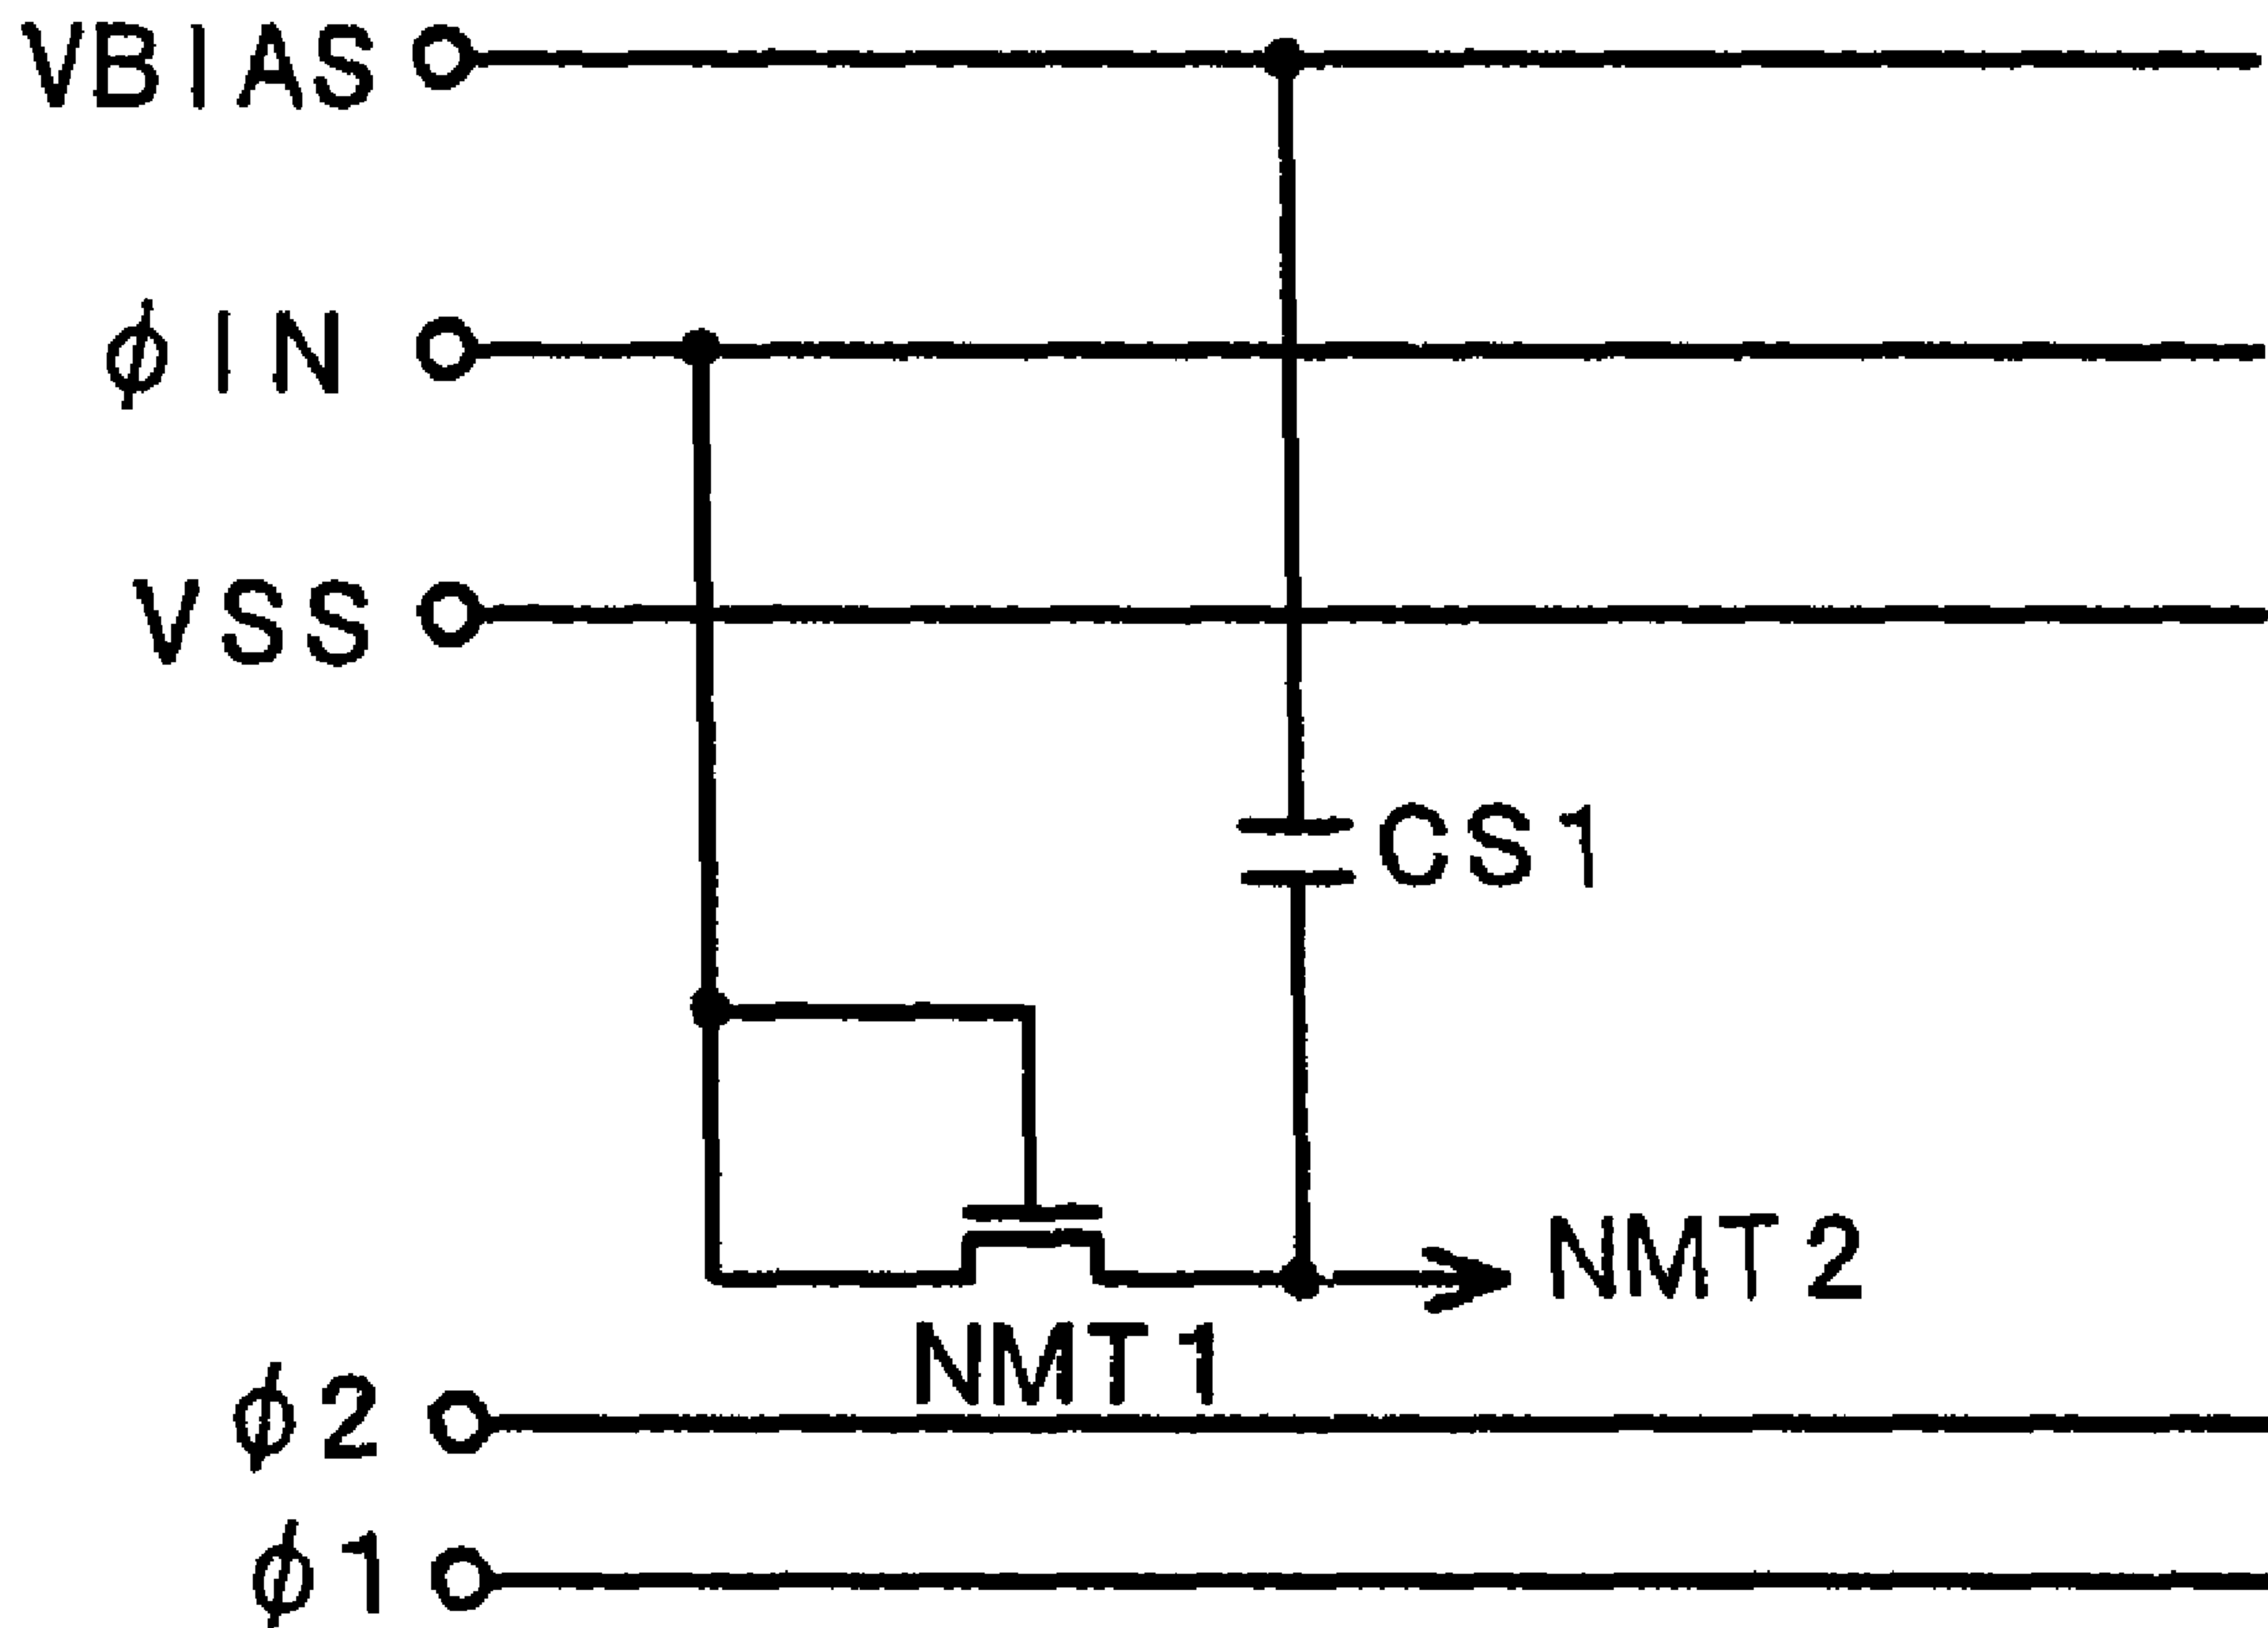 VBIAS
φIN
VSS
CS1
NMT2
NMT1
φ2
φ1